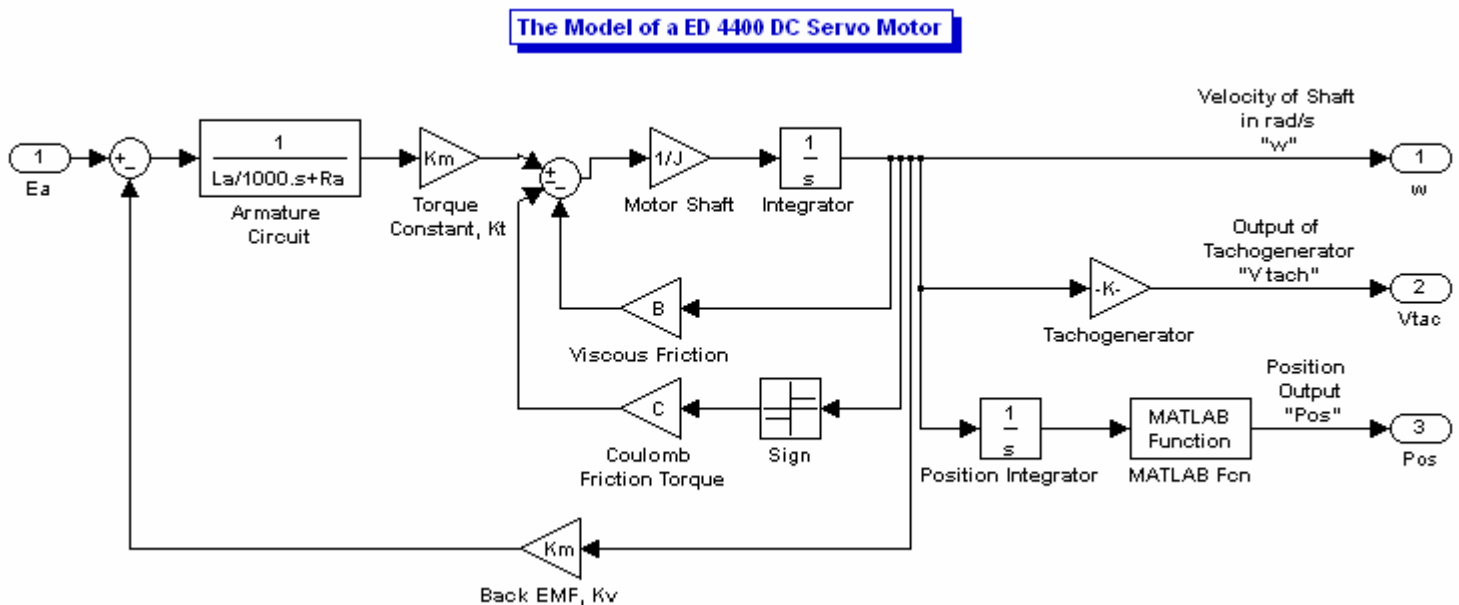 The Model of a ED 4400 DC Servo Motor
Velocity of Shaft
in rad/s
"w"
1
Ea
+
−
1
La/1000.s+Ra
Armature
Circuit
Km
Torque
Constant, Kt
+
−
−
1/J
Motor Shaft
1
s
Integrator
1
w
Output of
Tachogenerator
"Vtach"
B
Viscous Friction
-K-
Tachogenerator
2
Vtac
C
Coulomb
Friction Torque
Sign
Position
Output
"Pos"
1
s
Position Integrator
MATLAB
Function
MATLAB Fcn
3
Pos
Km
Back EMF, Kv